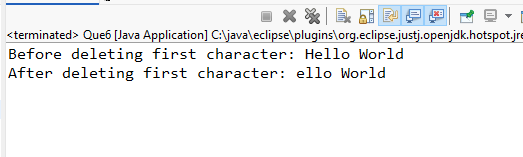 <terminated> Que6 [Java Application] C:\java\eclipse\plugins\org.eclipse.justj.openjdk.hotspot.jre
Before deleting first character: Hello World
After deleting first character: ello World